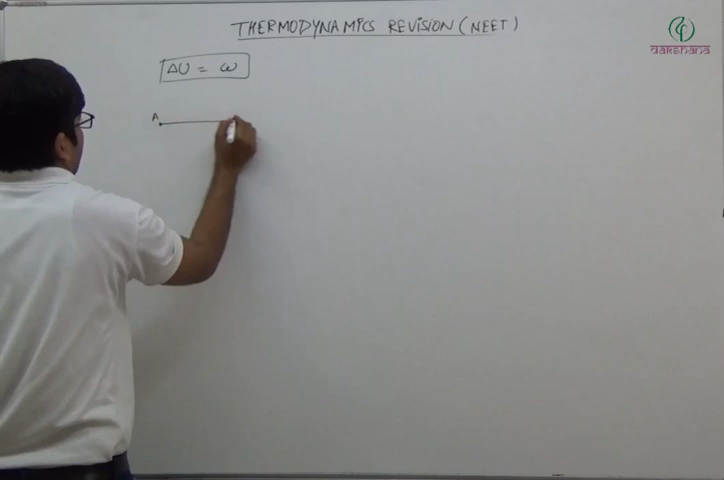 THERMODYNAMICS REVISION (NEET)
dakshana
ΔU = ω
A